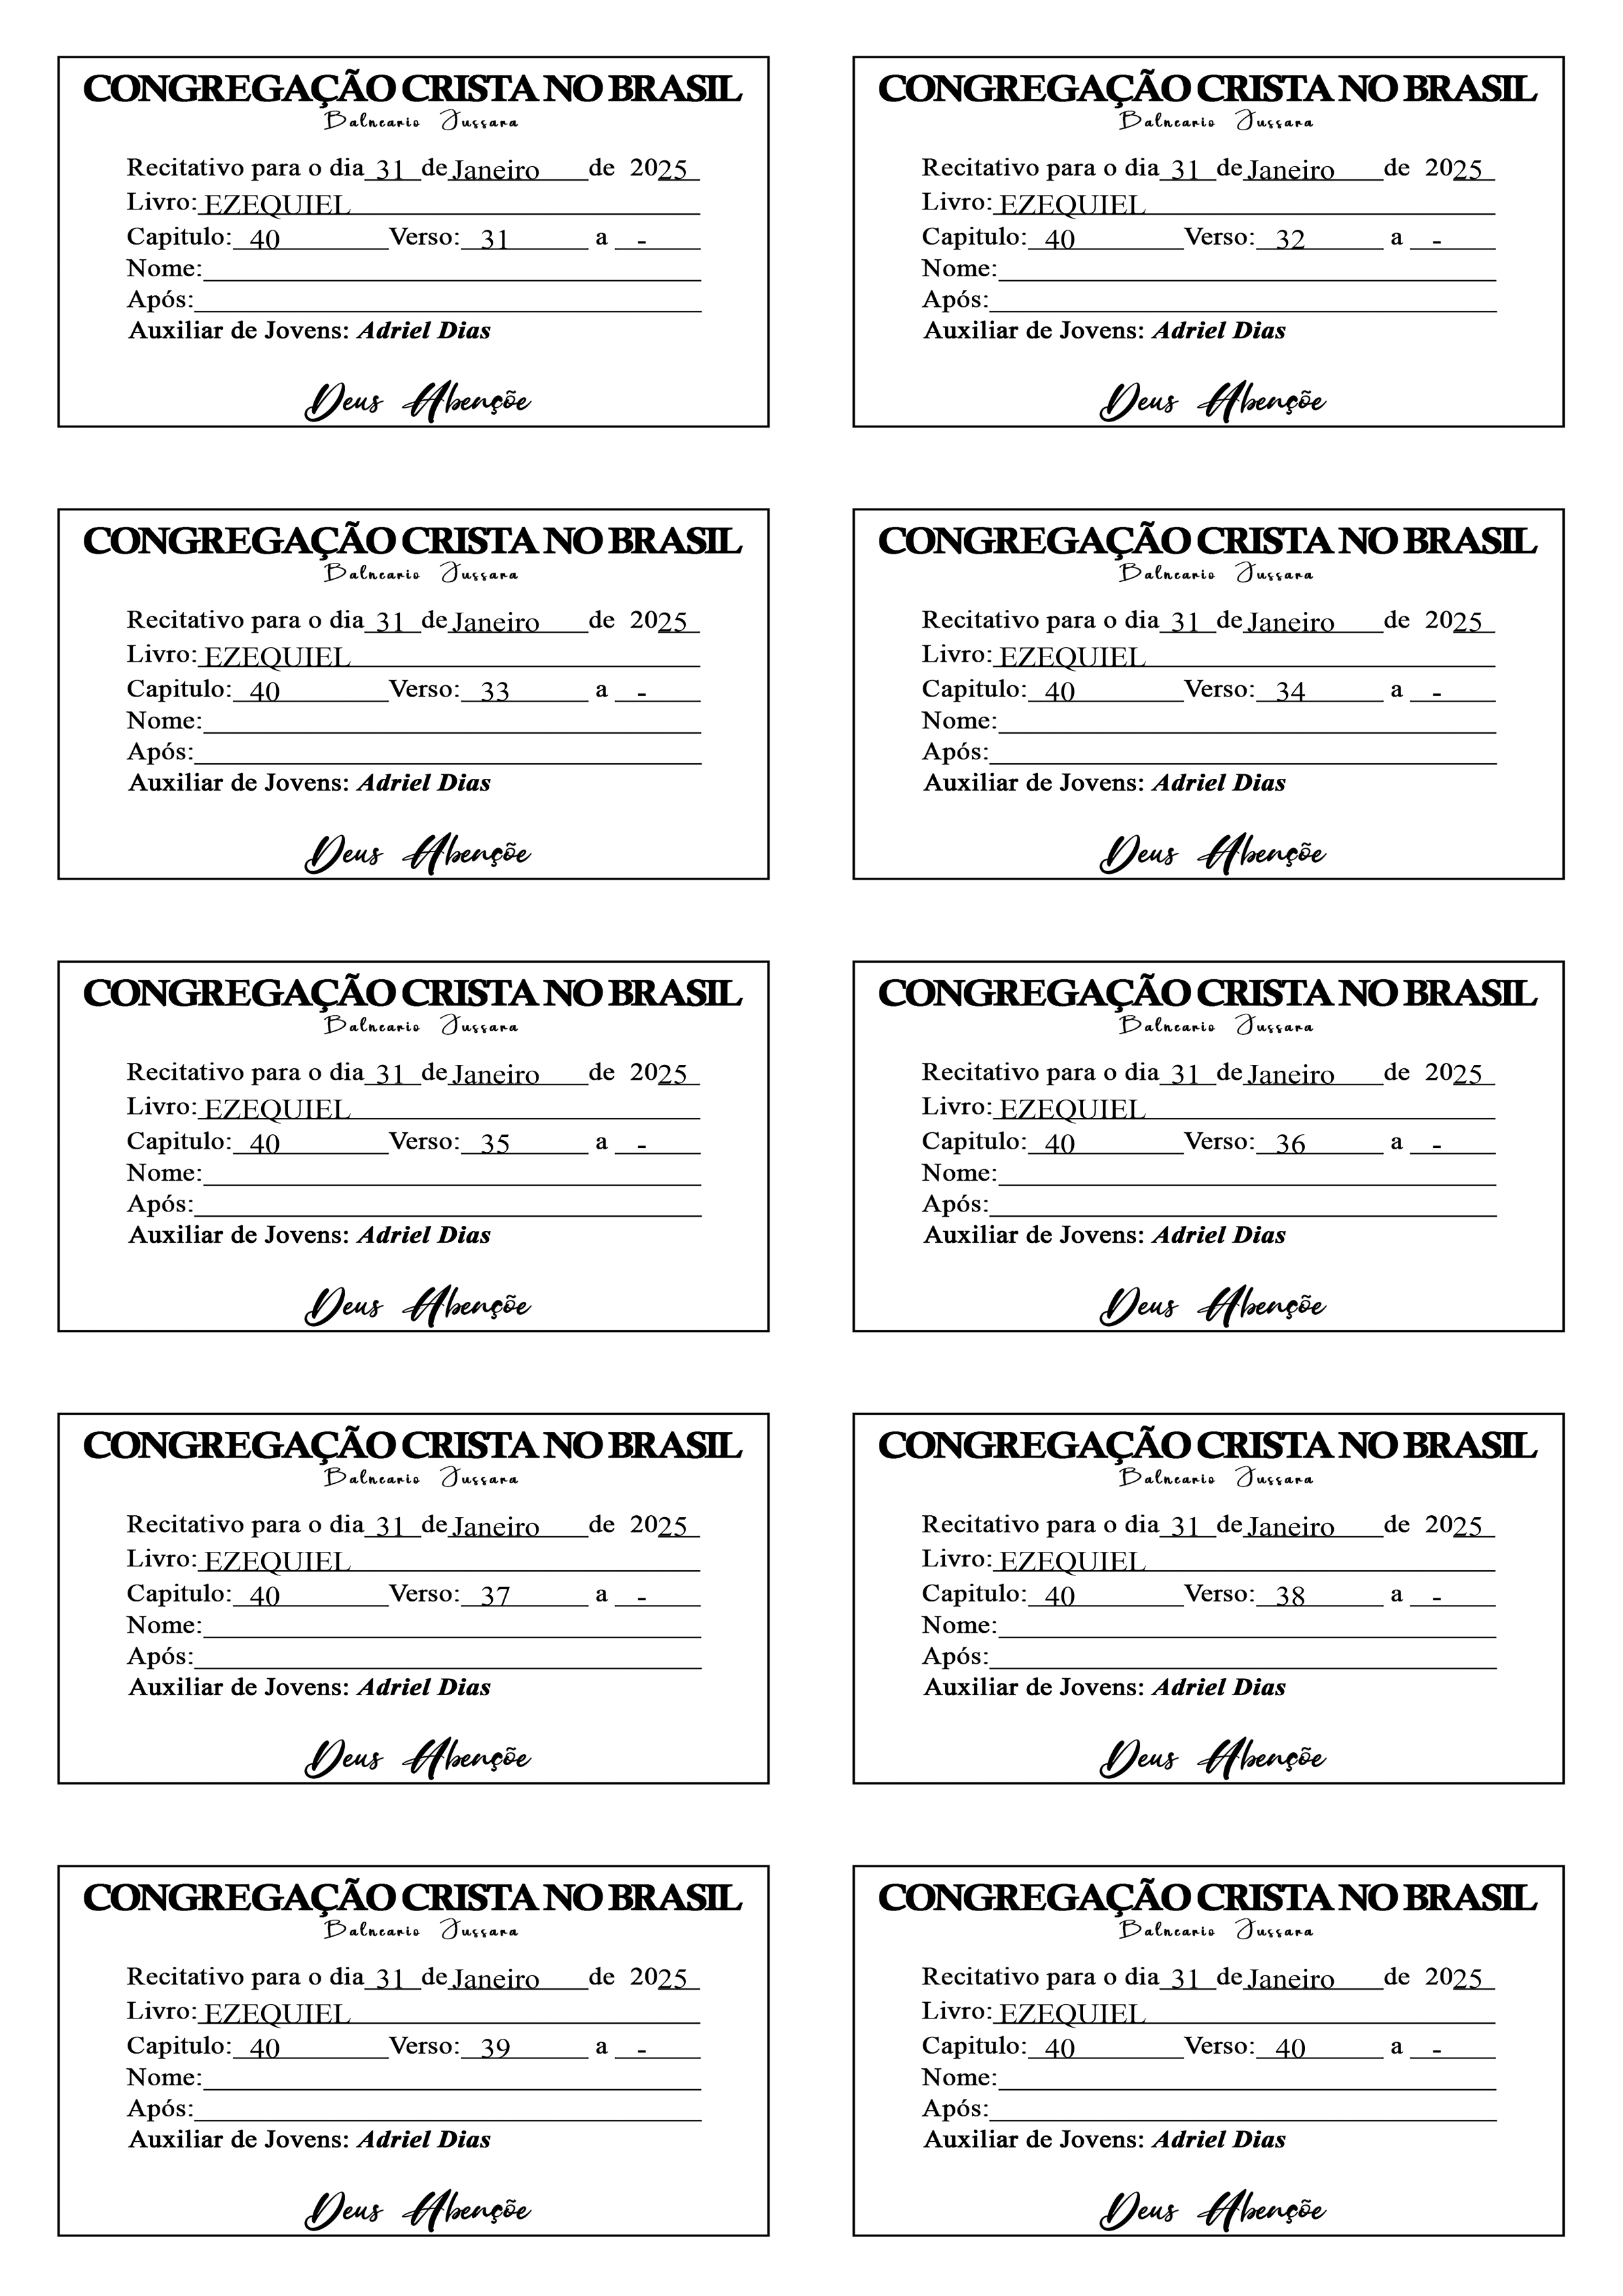 CONGREGAÇÃO CRISTA NO BRASIL
Balneario Jussara
Recitativo para o dia 31 de Janeiro de 2025
Livro: EZEQUIEL
Capitulo: 40 Verso: 31 a -
Nome:
Após:
Auxiliar de Jovens: Adriel Dias
Deus Abençõe
CONGREGAÇÃO CRISTA NO BRASIL
Balneario Jussara
Recitativo para o dia 31 de Janeiro de 2025
Livro: EZEQUIEL
Capitulo: 40 Verso: 32 a -
Nome:
Após:
Auxiliar de Jovens: Adriel Dias
Deus Abençõe
CONGREGAÇÃO CRISTA NO BRASIL
Balneario Jussara
Recitativo para o dia 31 de Janeiro de 2025
Livro: EZEQUIEL
Capitulo: 40 Verso: 33 a -
Nome:
Após:
Auxiliar de Jovens: Adriel Dias
Deus Abençõe
CONGREGAÇÃO CRISTA NO BRASIL
Balneario Jussara
Recitativo para o dia 31 de Janeiro de 2025
Livro: EZEQUIEL
Capitulo: 40 Verso: 34 a -
Nome:
Após:
Auxiliar de Jovens: Adriel Dias
Deus Abençõe
CONGREGAÇÃO CRISTA NO BRASIL
Balneario Jussara
Recitativo para o dia 31 de Janeiro de 2025
Livro: EZEQUIEL
Capitulo: 40 Verso: 35 a -
Nome:
Após:
Auxiliar de Jovens: Adriel Dias
Deus Abençõe
CONGREGAÇÃO CRISTA NO BRASIL
Balneario Jussara
Recitativo para o dia 31 de Janeiro de 2025
Livro: EZEQUIEL
Capitulo: 40 Verso: 36 a -
Nome:
Após:
Auxiliar de Jovens: Adriel Dias
Deus Abençõe
CONGREGAÇÃO CRISTA NO BRASIL
Balneario Jussara
Recitativo para o dia 31 de Janeiro de 2025
Livro: EZEQUIEL
Capitulo: 40 Verso: 37 a -
Nome:
Após:
Auxiliar de Jovens: Adriel Dias
Deus Abençõe
CONGREGAÇÃO CRISTA NO BRASIL
Balneario Jussara
Recitativo para o dia 31 de Janeiro de 2025
Livro: EZEQUIEL
Capitulo: 40 Verso: 38 a -
Nome:
Após:
Auxiliar de Jovens: Adriel Dias
Deus Abençõe
CONGREGAÇÃO CRISTA NO BRASIL
Balneario Jussara
Recitativo para o dia 31 de Janeiro de 2025
Livro: EZEQUIEL
Capitulo: 40 Verso: 39 a -
Nome:
Após:
Auxiliar de Jovens: Adriel Dias
Deus Abençõe
CONGREGAÇÃO CRISTA NO BRASIL
Balneario Jussara
Recitativo para o dia 31 de Janeiro de 2025
Livro: EZEQUIEL
Capitulo: 40 Verso: 40 a -
Nome:
Após:
Auxiliar de Jovens: Adriel Dias
Deus Abençõe